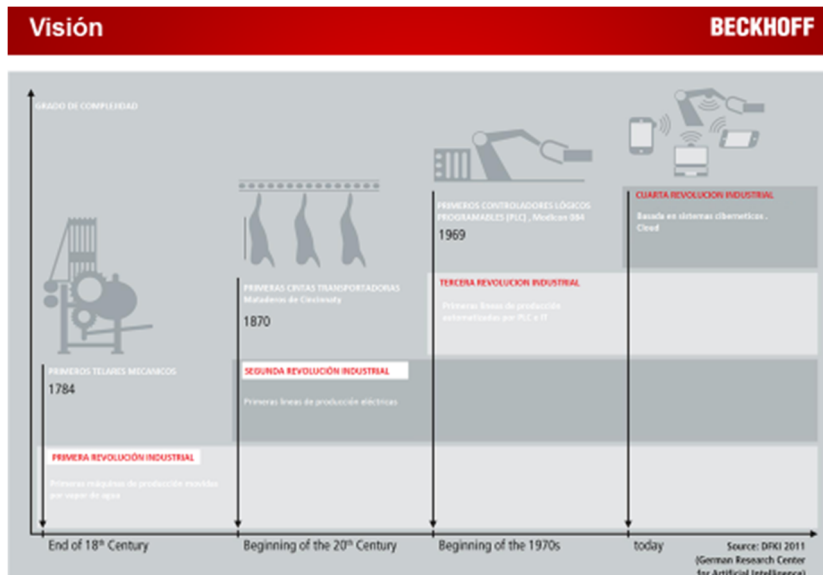 Visión
BECKHOFF
GRADO DE COMPLEJIDAD
CUARTA REVOLUCION INDUSTRIAL
Basada en sistemas ciberneticos .
Cloud
PRIMEROS CONTROLADORES LÓGICOS
PROGRAMABLES (PLC) , Modicon 084
1969
TERCERA REVOLUCION INDUSTRIAL
Primeras lineas de producción
automatizadas por PLC e IT
PRIMERAS CINTAS TRANSPORTADORAS
Mataderos de Cincinnaty
1870
SEGUNDA REVOLUCIÓN INDUSTRIAL
Primeras lineas de producción eléctricas
PRIMEROS TELARES MECANICOS
1784
PRIMERA REVOLUCIÓN INDUSTRIAL
Primeras máquinas de producción movidas
por vapor de agua
End of 18th Century
Beginning of the 20th Century
Beginning of the 1970s
today
Source: DFKI 2011
(German Research Center
for Artificial Intelligence)